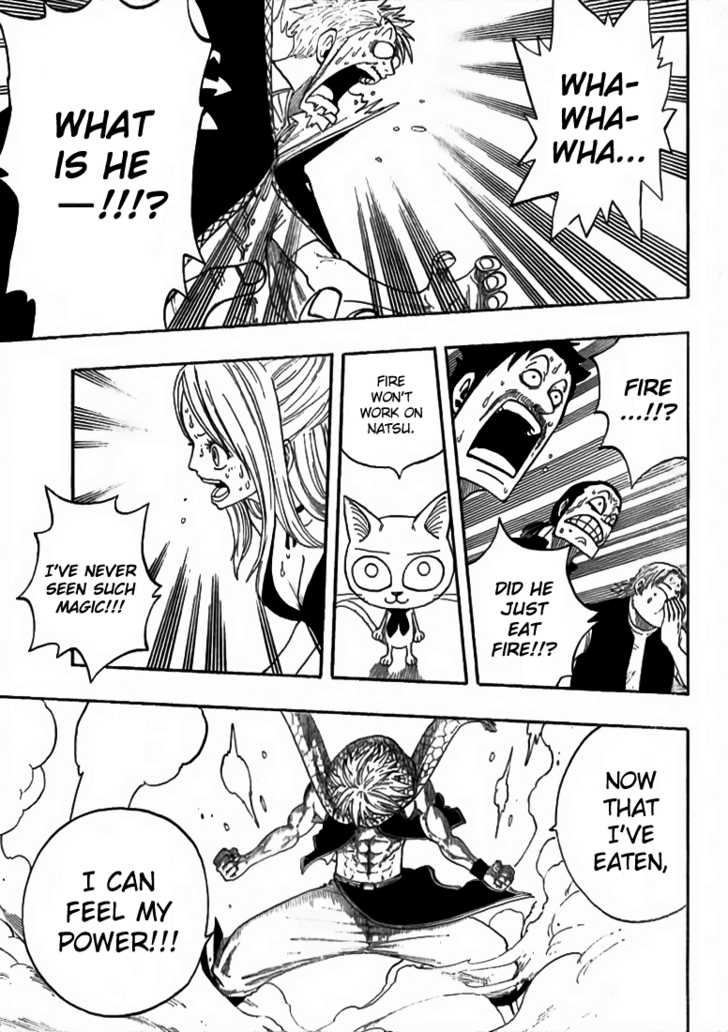 WHA-
WHA-
WHA...
WHAT
IS HE
—!!!?
FIRE
...!!?
DID HE
JUST
EAT
FIRE!!?
FIRE
WON'T
WORK ON
NATSU.
I'VE NEVER
SEEN SUCH
MAGIC!!!
NOW
THAT
I'VE
EATEN,
I CAN
FEEL MY
POWER!!!